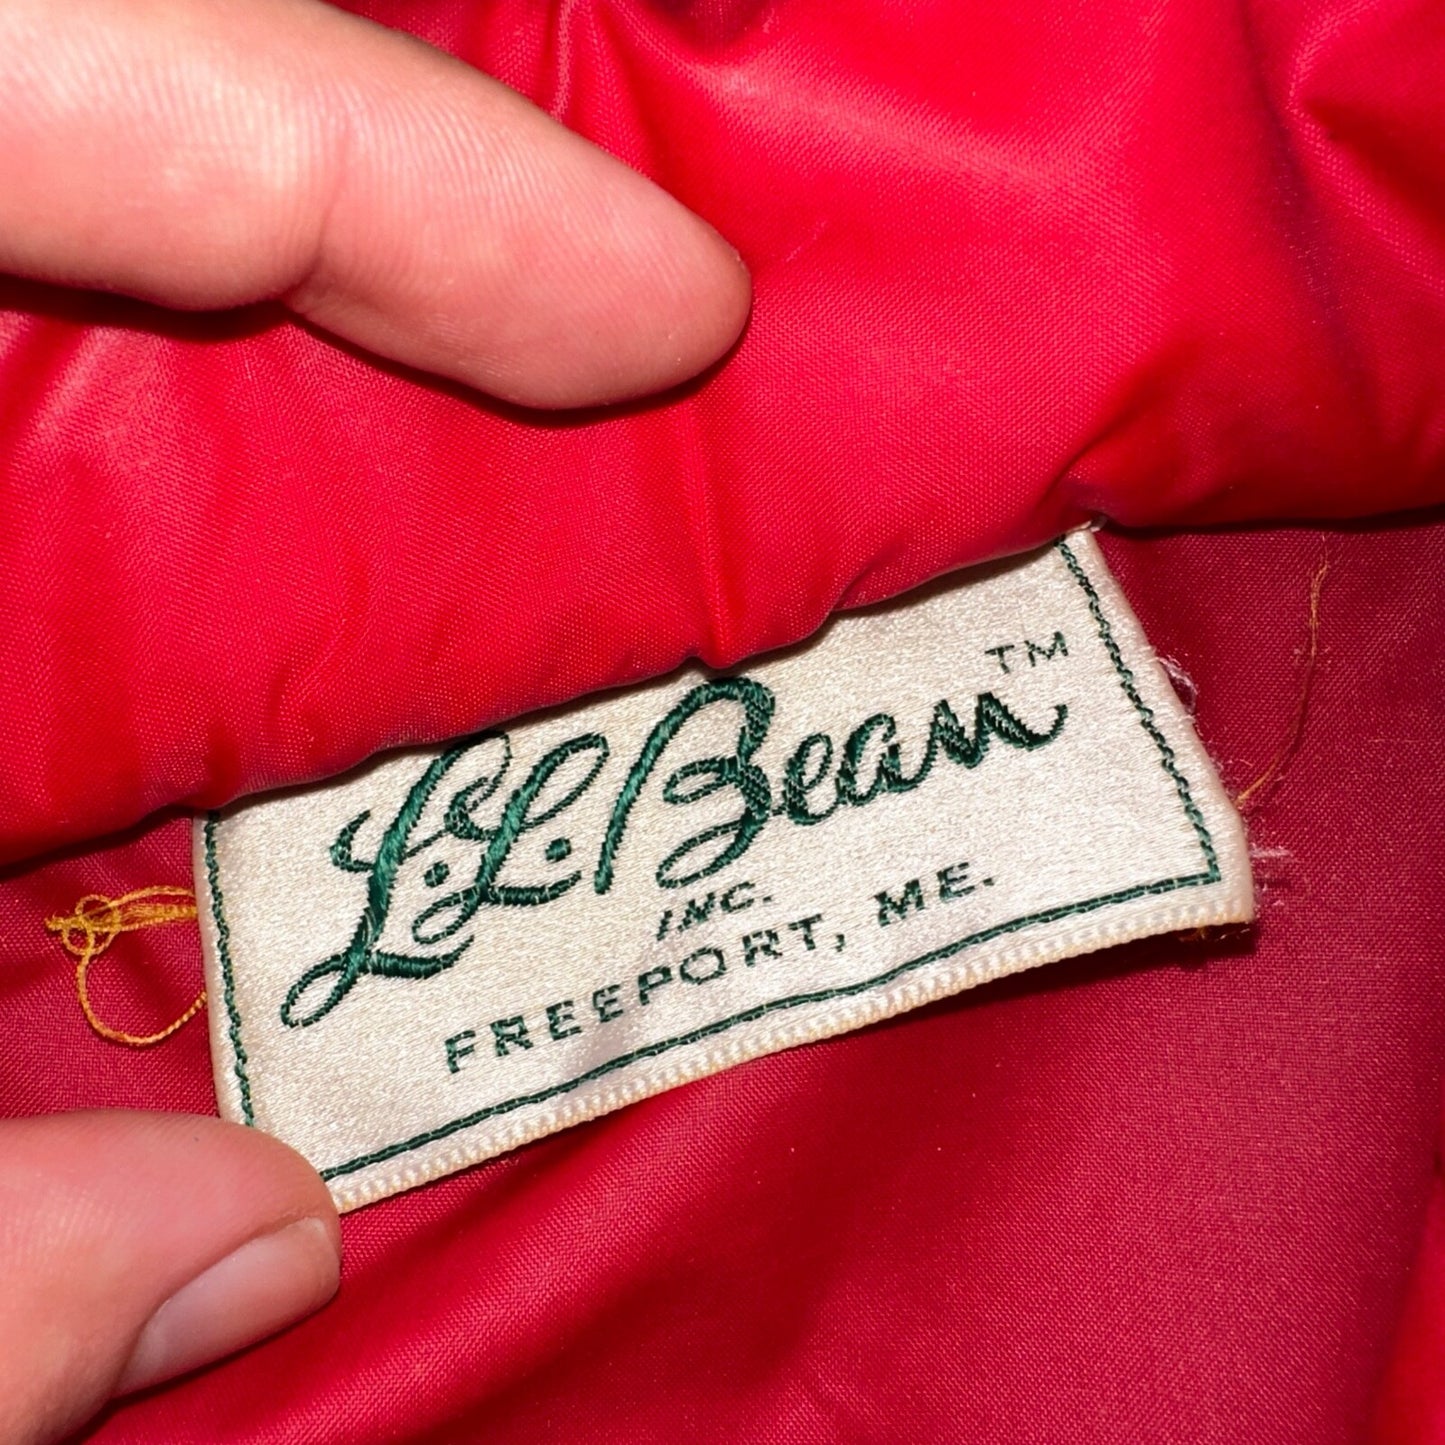 L.L.Bean™
INC.
FREEPORT, ME.